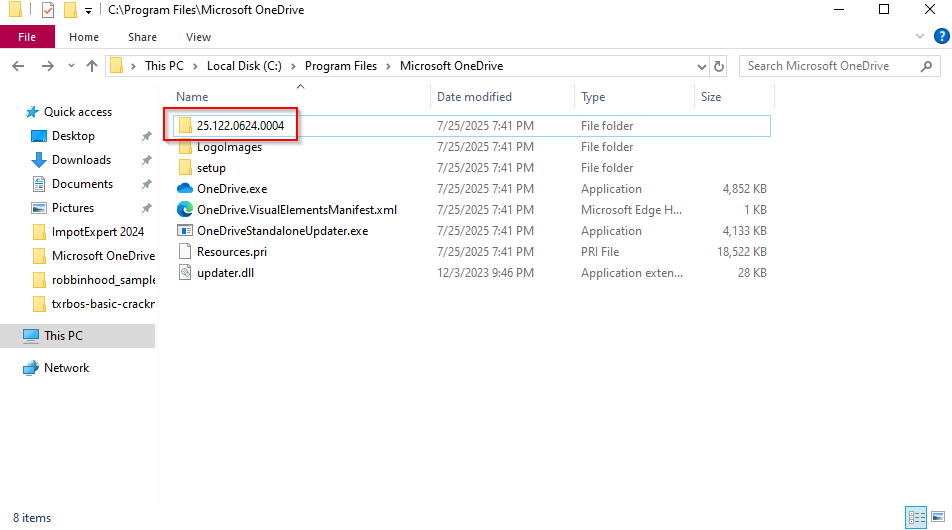 C:\Program Files\Microsoft OneDrive
File Home Share View
This PC Local Disk (C:) Program Files Microsoft OneDrive Search Microsoft OneDrive
Name Date modified Type Size
Quick access
Desktop
Downloads
Documents
Pictures
ImpotExpert 2024
Microsoft OneDrive
robbinhood_sample
txrbos-basic-crackm
This PC
Network
25.122.0624.0004 7/25/2025 7:41 PM File folder
LogoImages 7/25/2025 7:41 PM File folder
setup 7/25/2025 7:41 PM File folder
OneDrive.exe 7/25/2025 7:41 PM Application 4,852 KB
OneDrive.VisualElementsManifest.xml 7/25/2025 7:41 PM Microsoft Edge H... 1 KB
OneDriveStandaloneUpdater.exe 7/25/2025 7:41 PM Application 4,133 KB
Resources.pri 7/25/2025 7:41 PM PRI File 18,522 KB
updater.dll 12/3/2023 9:46 PM Application exten... 28 KB
8 items